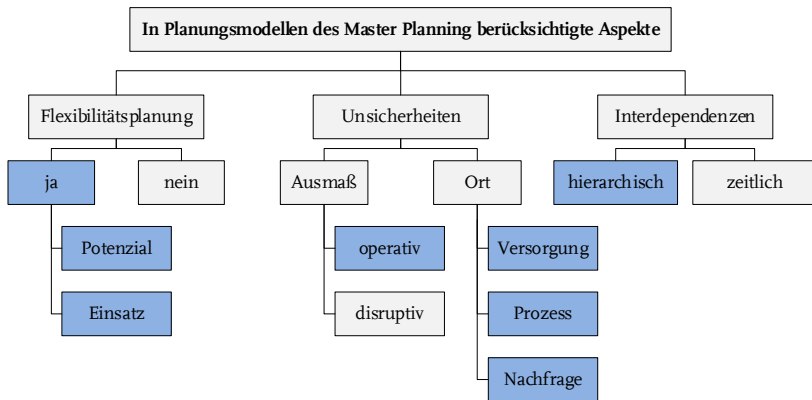 In Planungsmodellen des Master Planning berücksichtigte Aspekte
Flexibilitätsplanung
Unsicherheiten
Interdependenzen
ja
nein
Ausmaß
Ort
hierarchisch
zeitlich
Potenzial
operativ
Versorgung
Einsatz
disruptiv
Prozess
Nachfrage